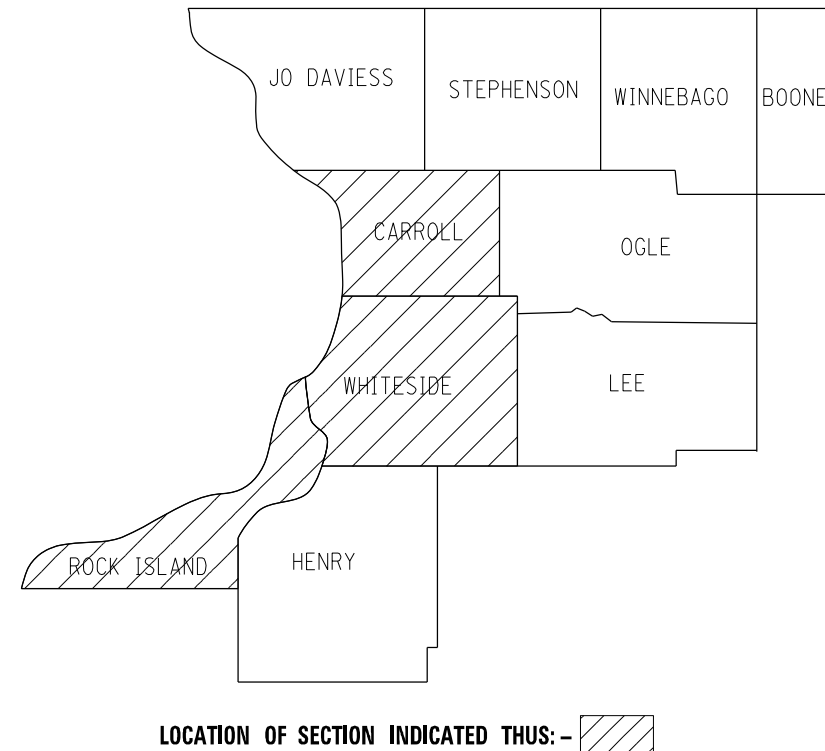 JO DAVIESS
STEPHENSON
WINNEBAGO
BOONE
CARROLL
OGLE
WHITESIDE
LEE
ROCK ISLAND
HENRY
LOCATION OF SECTION INDICATED THUS: -